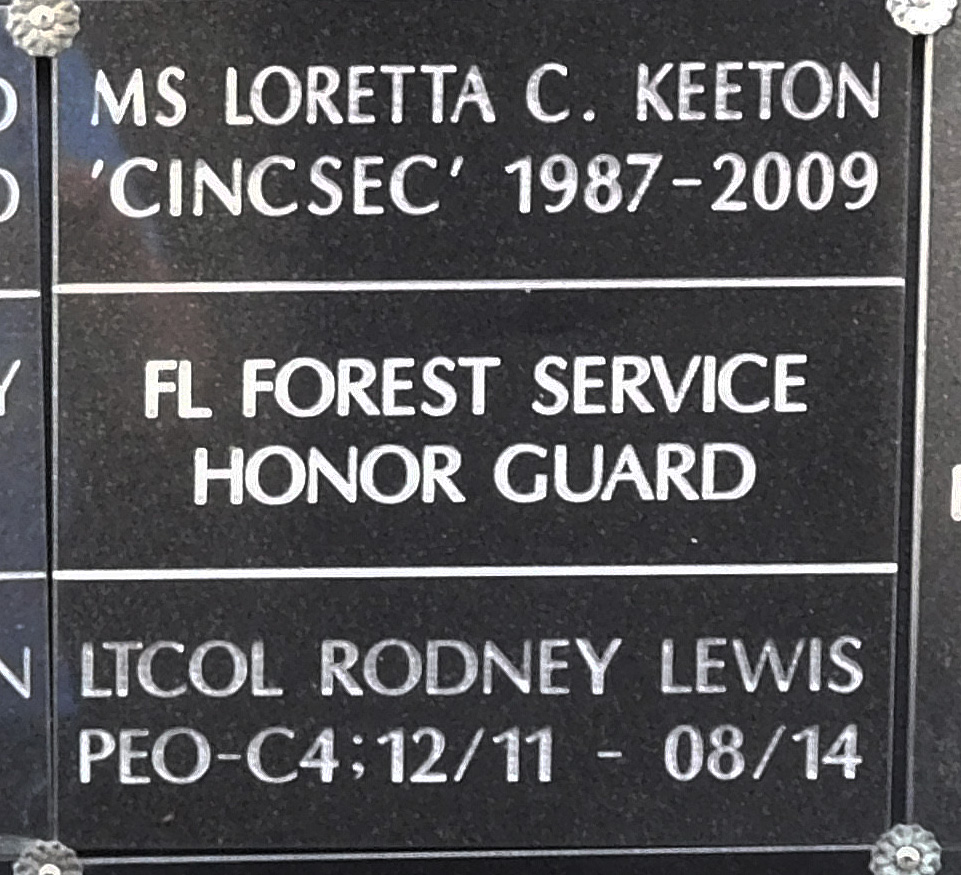 MS LORETTA C. KEETON
'CINCSEC' 1987-2009
FL FOREST SERVICE
HONOR GUARD
LTCOL RODNEY LEWIS
PEO-C4;12/11 - 08/14